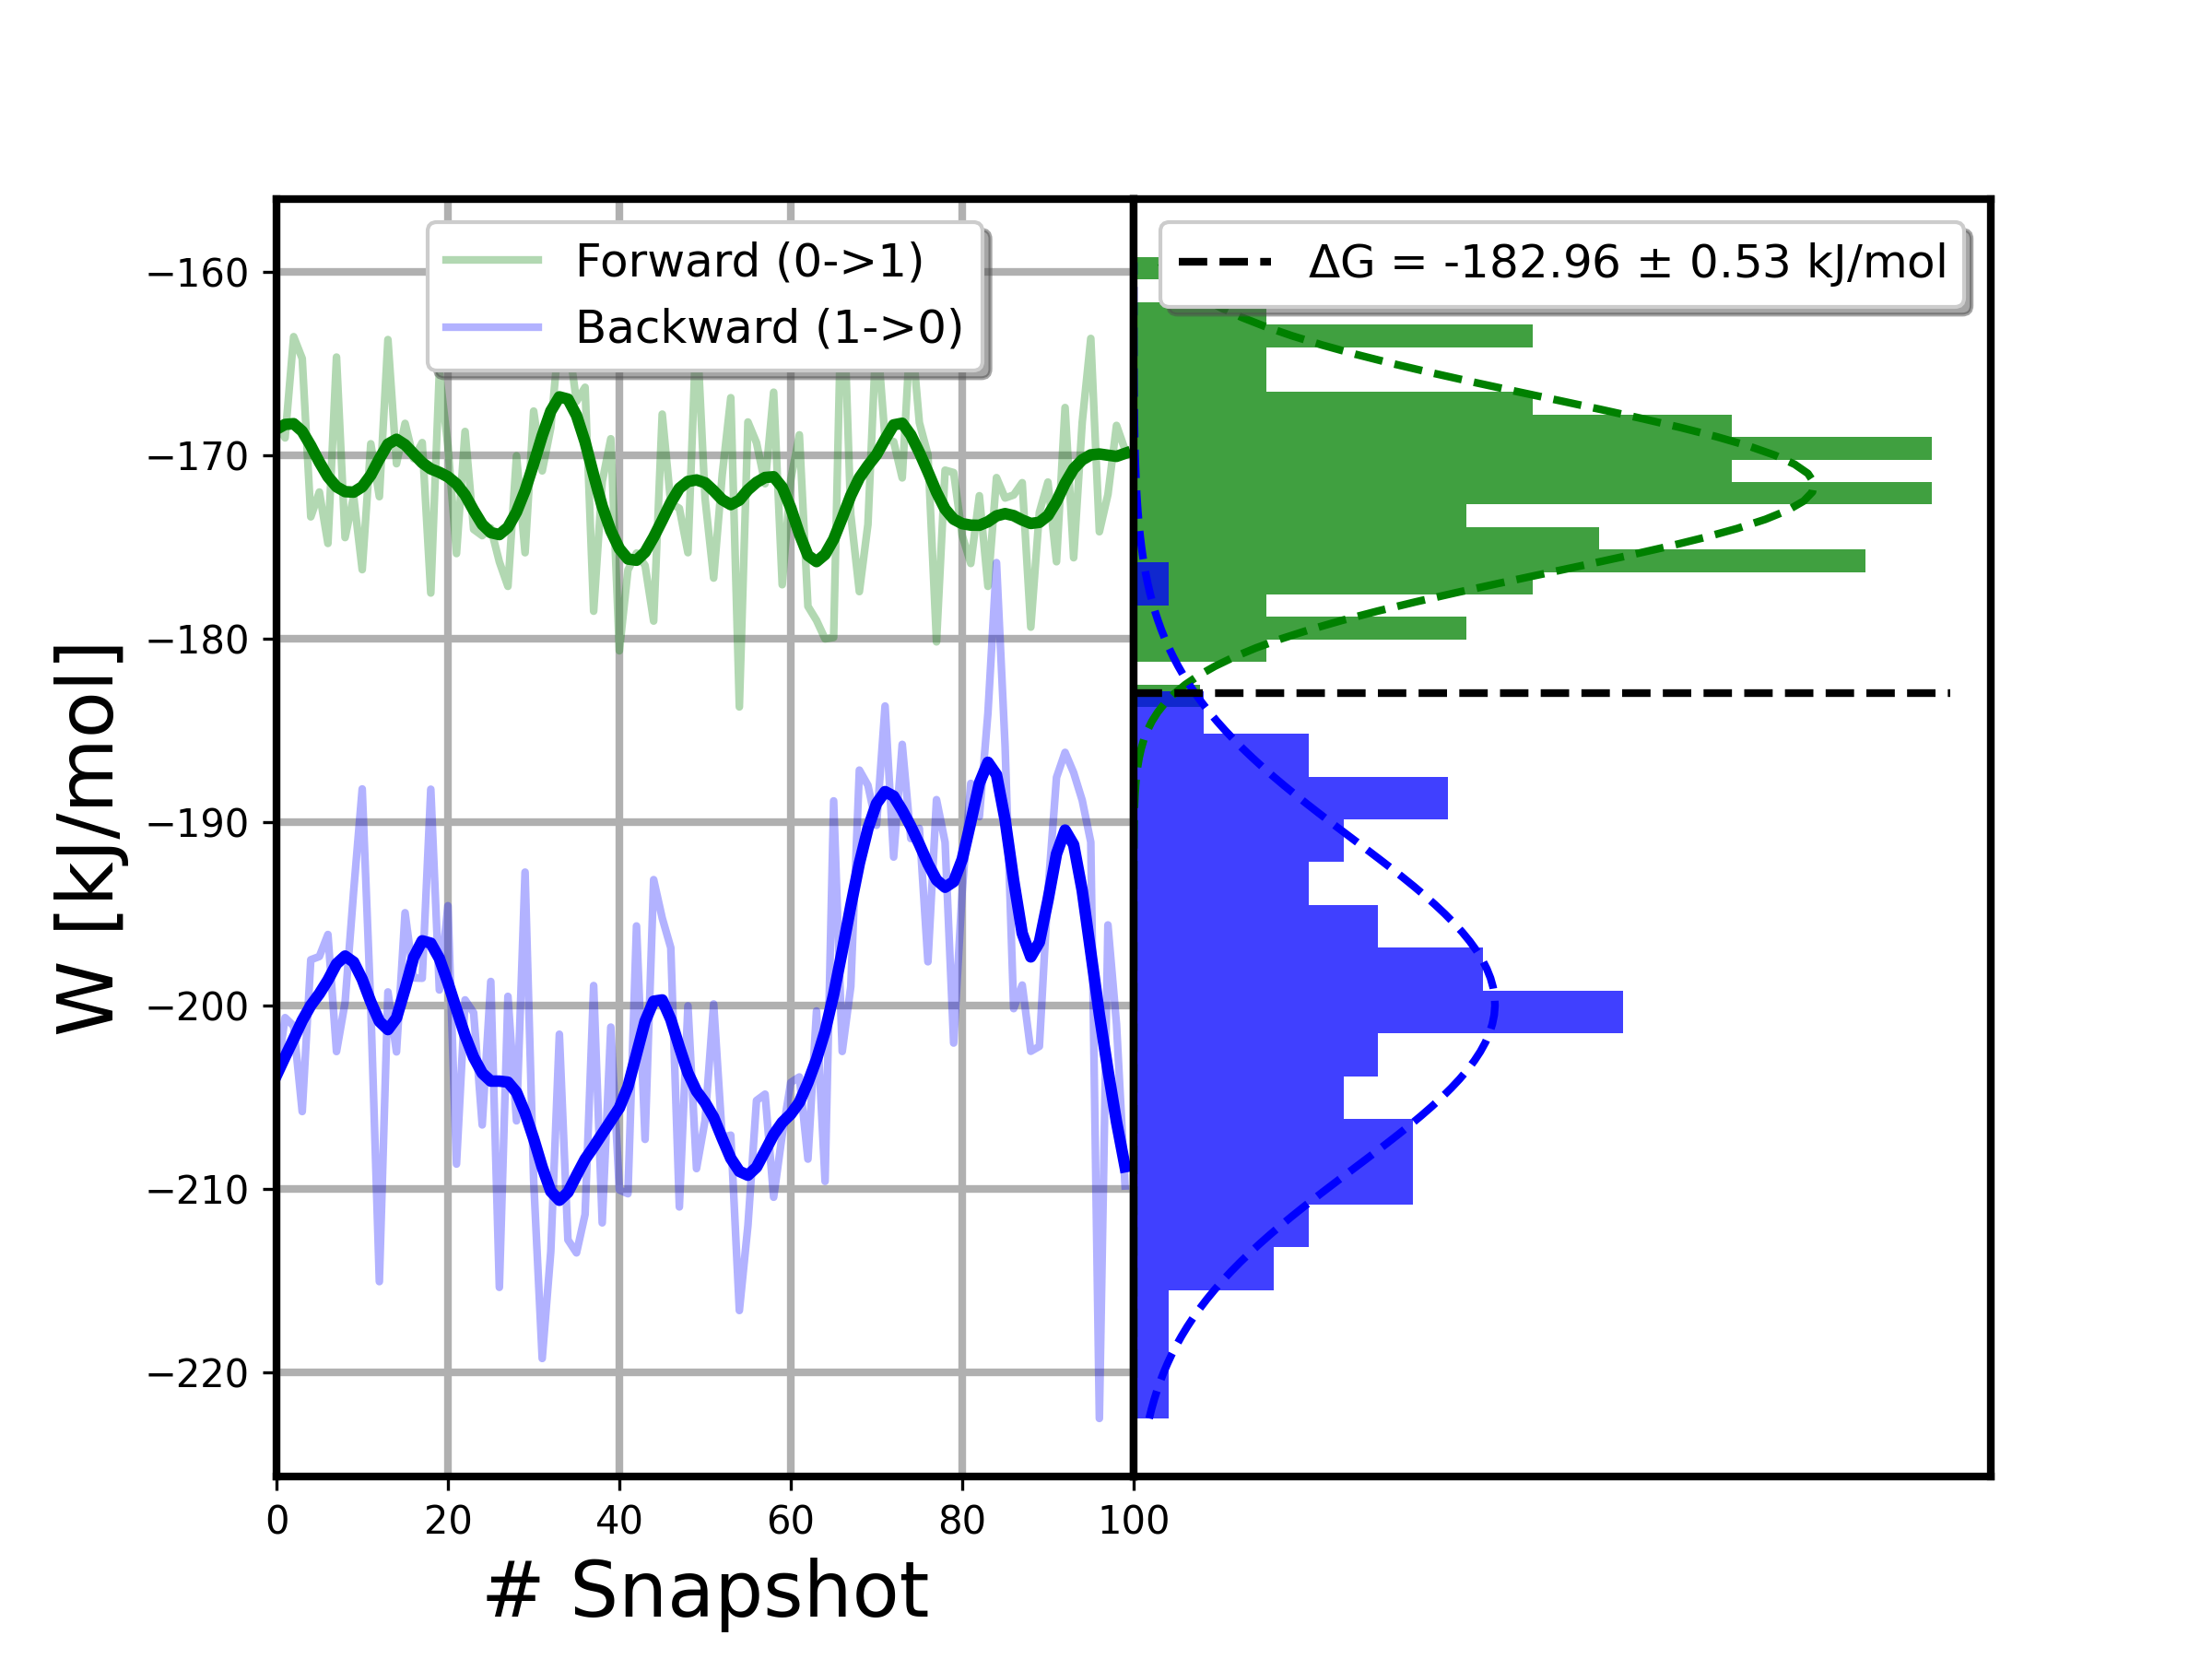 Forward (0->1)
Backward (1->0)
ΔG = -182.96 ± 0.53 kJ/mol
−160
−170
−180
−190
−200
−210
−220
W [kJ/mol]
0 20 40 60 80 100
# Snapshot